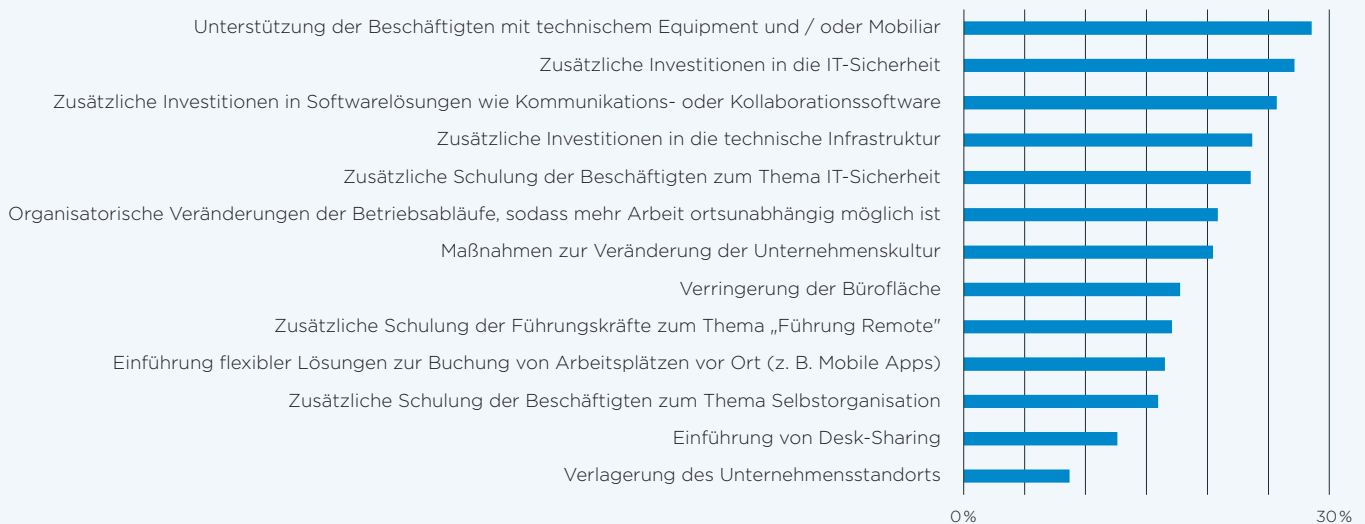 Unterstützung der Beschäftigten mit technischem Equipment und / oder Mobiliar
Zusätzliche Investitionen in die IT-Sicherheit
Zusätzliche Investitionen in Softwarelösungen wie Kommunikations- oder Kollaborationssoftware
Zusätzliche Investitionen in die technische Infrastruktur
Zusätzliche Schulung der Beschäftigten zum Thema IT-Sicherheit
Organisatorische Veränderungen der Betriebsabläufe, sodass mehr Arbeit ortsunabhängig möglich ist
Maßnahmen zur Veränderung der Unternehmenskultur
Verringerung der Bürofläche
Zusätzliche Schulung der Führungskräfte zum Thema „Führung Remote"
Einführung flexibler Lösungen zur Buchung von Arbeitsplätzen vor Ort (z. B. Mobile Apps)
Zusätzliche Schulung der Beschäftigten zum Thema Selbstorganisation
Einführung von Desk-Sharing
Verlagerung des Unternehmensstandorts
0 % 30 %